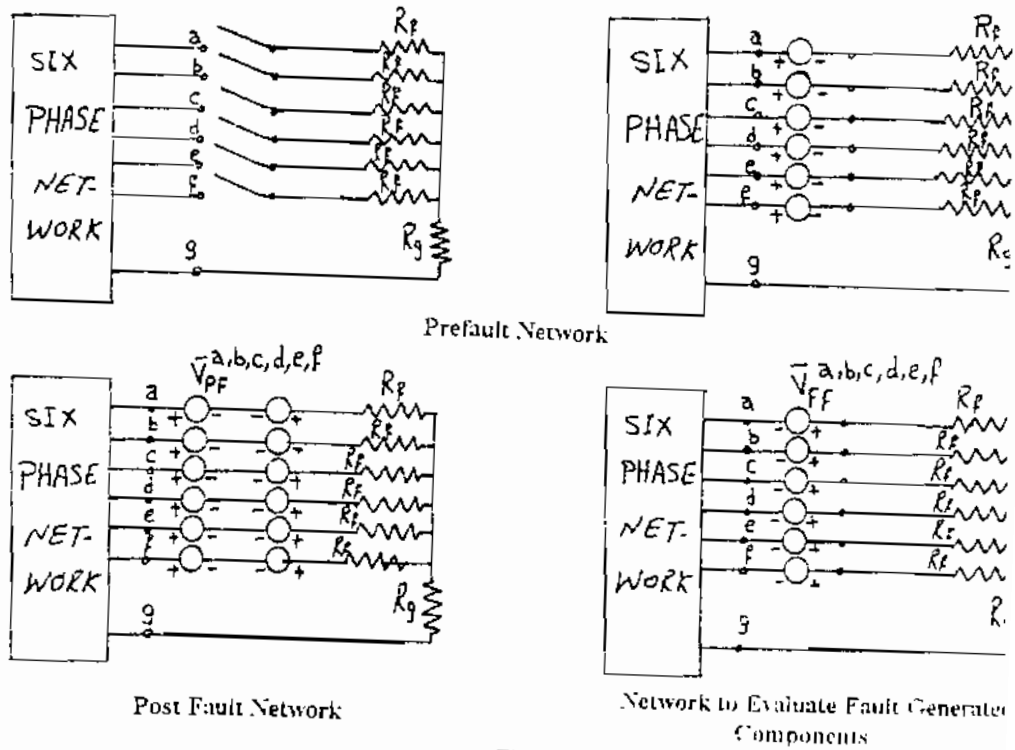 SIX
PHASE
NET-
WORK
a
b
c
d
e
f
g
Rf
Rf
Rf
Rf
Rf
Rf
Rg
SIX
PHASE
NET-
WORK
a
b
c
d
e
f
g
Rf
Rf
Rf
Rf
Rf
Rf
Prefault Network
SIX
PHASE
NET-
WORK
V̄PF a,b,c,d,e,f
a
b
c
d
e
Rf
Rf
Rf
Rf
Rf
Rf
Rg
Post Fault Network
SIX
PHASE
NET-
WORK
V̄FF a,b,c,d,e,f
a
b
c
d
e
f
g
Rf
Rf
Rf
Rf
Rf
Rf
Network to Evaluate Fault Generate
Components